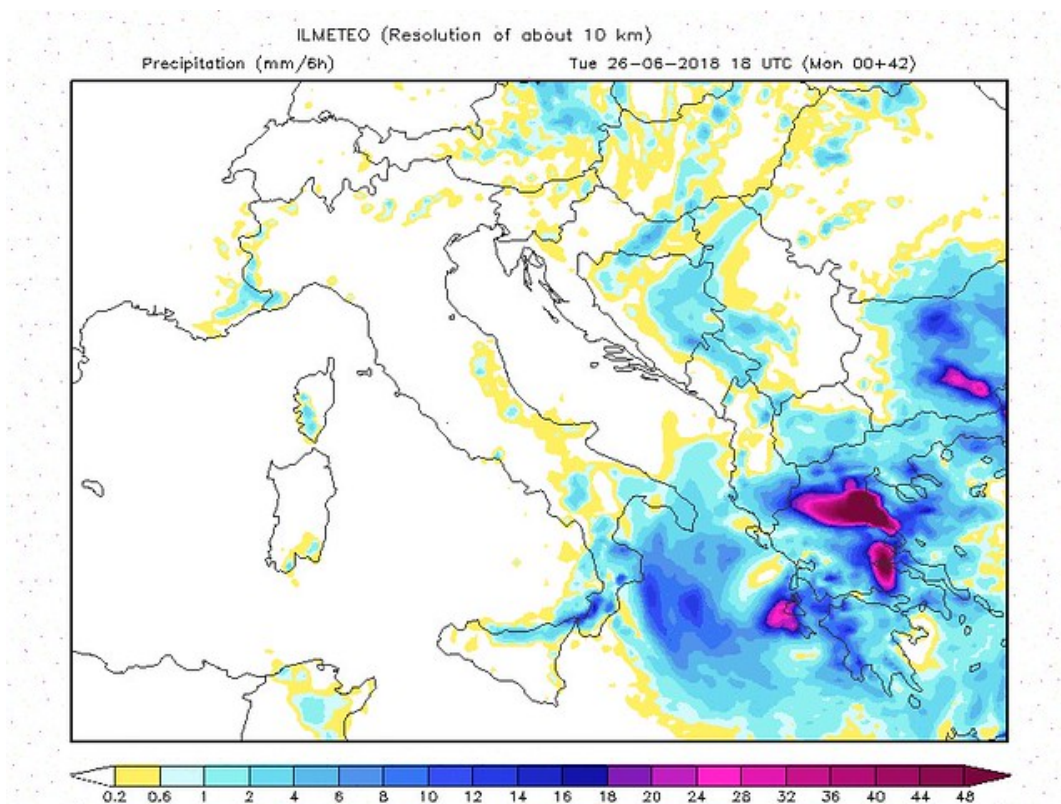 ILMETEO (Resolution of about 10 km)
Precipitation (mm/6h) Tue 26-06-2018 18 UTC (Mon 00+42)
0.2 0.6 1 2 4 6 8 10 12 14 16 18 20 24 28 32 36 40 44 48